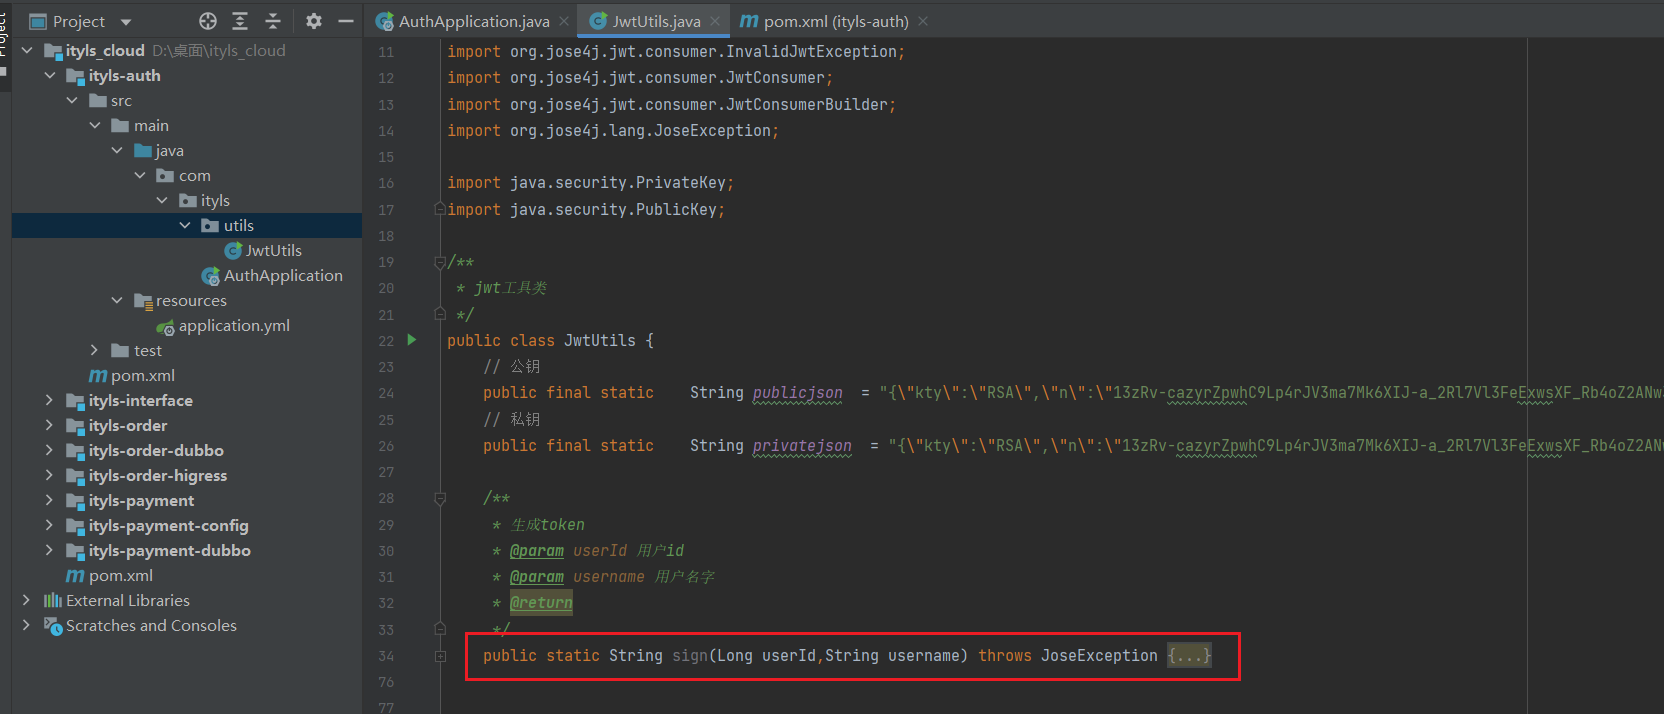 Project
Project
ityls_cloud D:\桌面\ityls_cloud
ityls-auth
src
main
java
com
ityls
utils
JwtUtils
AuthApplication
resources
application.yml
test
pom.xml
ityls-interface
ityls-order
ityls-order-dubbo
ityls-order-higress
ityls-payment
ityls-payment-config
ityls-payment-dubbo
pom.xml
External Libraries
Scratches and Consoles
AuthApplication.java JwtUtils.java pom.xml (ityls-auth)
11 import org.jose4j.jwt.consumer.InvalidJwtException;
12 import org.jose4j.jwt.consumer.JwtConsumer;
13 import org.jose4j.jwt.consumer.JwtConsumerBuilder;
14 import org.jose4j.lang.JoseException;
15
16 import java.security.PrivateKey;
17 import java.security.PublicKey;
18
19 /**
20 * jwt工具类
21 */
22 public class JwtUtils {
23 // 公钥
24 public final static String publicjson = "{\"kty\":\"RSA\",\"n\":\"13zRv-cazyrZpwhC9Lp4rJV3ma7Mk6XIJ-a_2Rl7Vl3FeExwsXF_Rb4oZ2ANw
25 // 私钥
26 public final static String privatejson = "{\"kty\":\"RSA\",\"n\":\"13zRv-cazyrZpwhC9Lp4rJV3ma7Mk6XIJ-a_2Rl7Vl3FeExwsXF_Rb4oZ2AN
27
28 /**
29 * 生成token
30 * @param userId 用户id
31 * @param username 用户名字
32 * @return
33 */
34 public static String sign(Long userId,String username) throws JoseException {...}
76
77